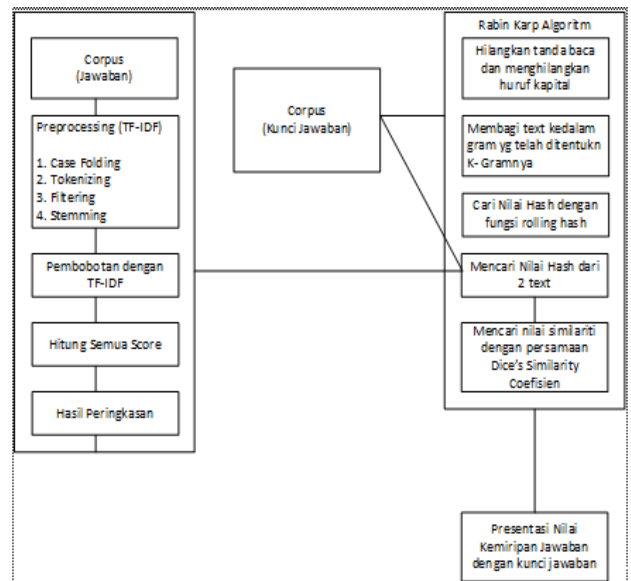 Corpus
(Jawaban)
Preprocessing (TF-IDF)
1. Case Folding
2. Tokenizing
3. Filtering
4. Stemming
Pembobotan dengan
TF-IDF
Hitung Semua Score
Hasil Peringkasan
Corpus
(Kunci Jawaban)
Rabin Karp Algoritm
Hilangkan tanda baca
dan menghilangkan
huruf kapital
Membagi text kedalam
gram yg telah ditentukn
K- Gramnya
Cari Nilai Hash dengan
fungsi rolling hash
Mencari Nilai Hash dari
2 text
Mencari nilai similariti
dengan persamaan
Dice's Similarity
Coefisien
Presentasi Nilai
Kemiripan Jawaban
dengan kunci jawaban